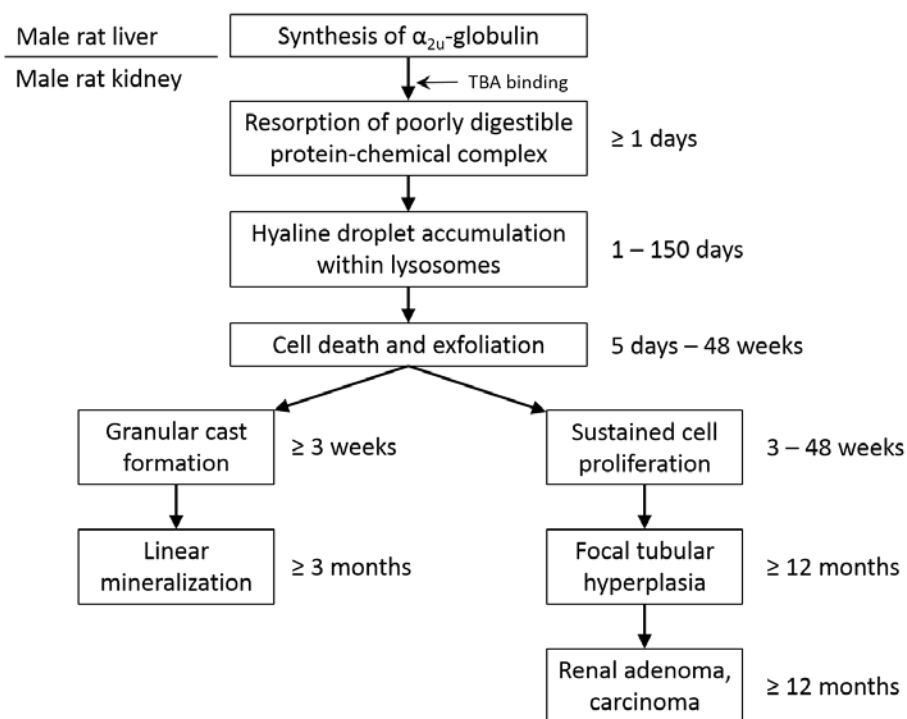 Male rat liver
Synthesis of α2u-globulin
Male rat kidney
TBA binding
Resorption of poorly digestible
protein-chemical complex
≥ 1 days
Hyaline droplet accumulation
within lysosomes
1 – 150 days
Cell death and exfoliation
5 days – 48 weeks
Granular cast
formation
≥ 3 weeks
Sustained cell
proliferation
3 – 48 weeks
Linear
mineralization
≥ 3 months
Focal tubular
hyperplasia
≥ 12 months
Renal adenoma,
carcinoma
≥ 12 months